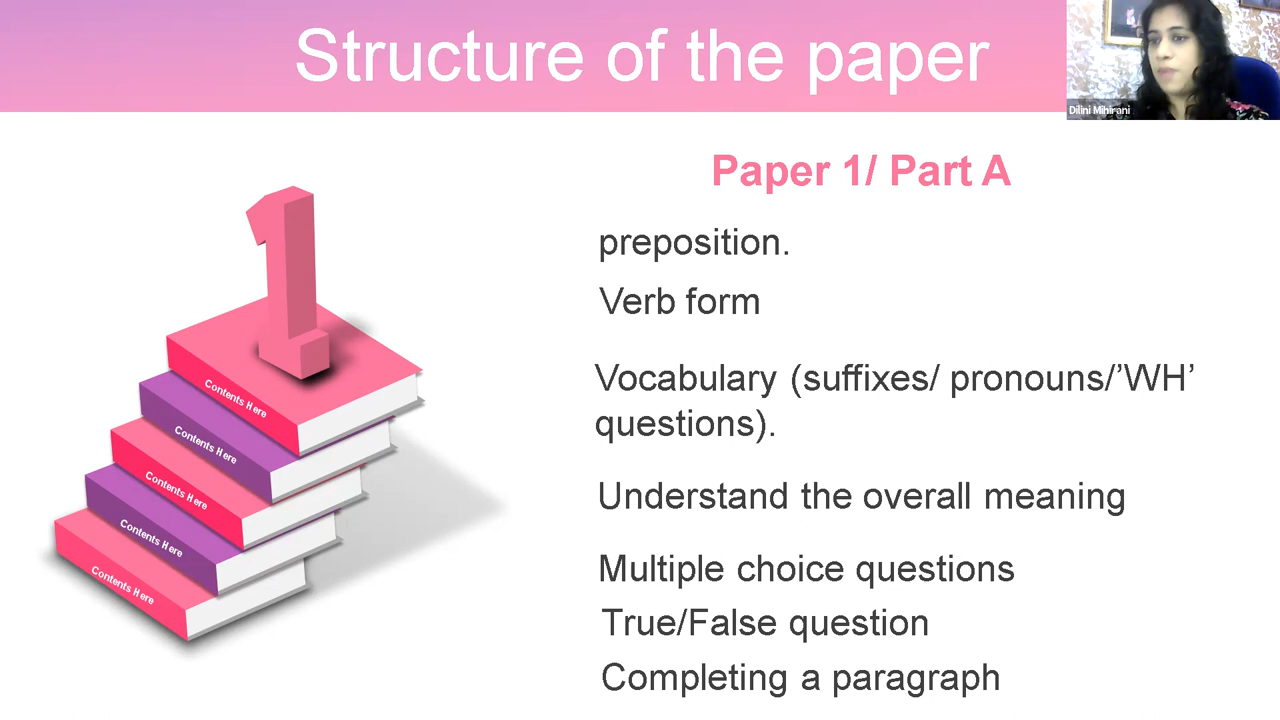 Structure of the paper
Dilini Mihirani
Paper 1/ Part A
preposition.
Verb form
Vocabulary (suffixes/ pronouns/’WH’
questions).
Understand the overall meaning
Multiple choice questions
True/False question
Completing a paragraph
1
Contents Here
Contents Here
Contents Here
Contents Here
Contents Here